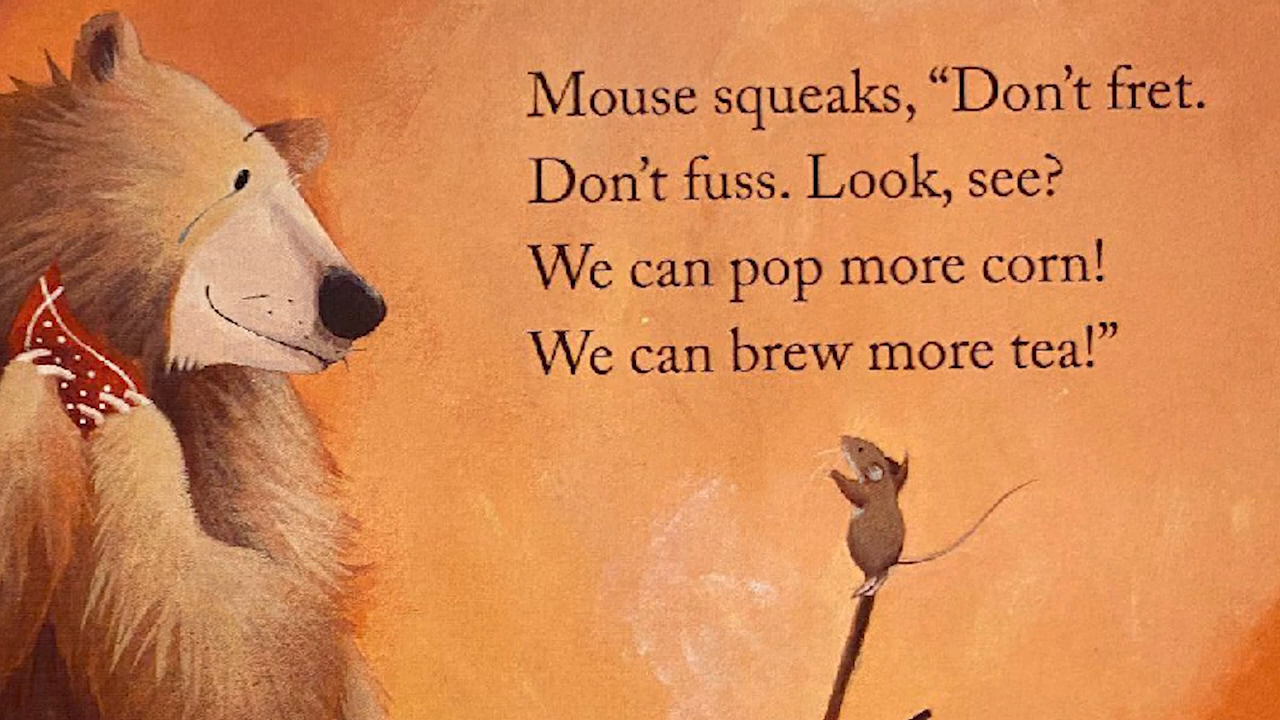 Mouse squeaks, “Don’t fret.
Don’t fuss. Look, see?
We can pop more corn!
We can brew more tea!”